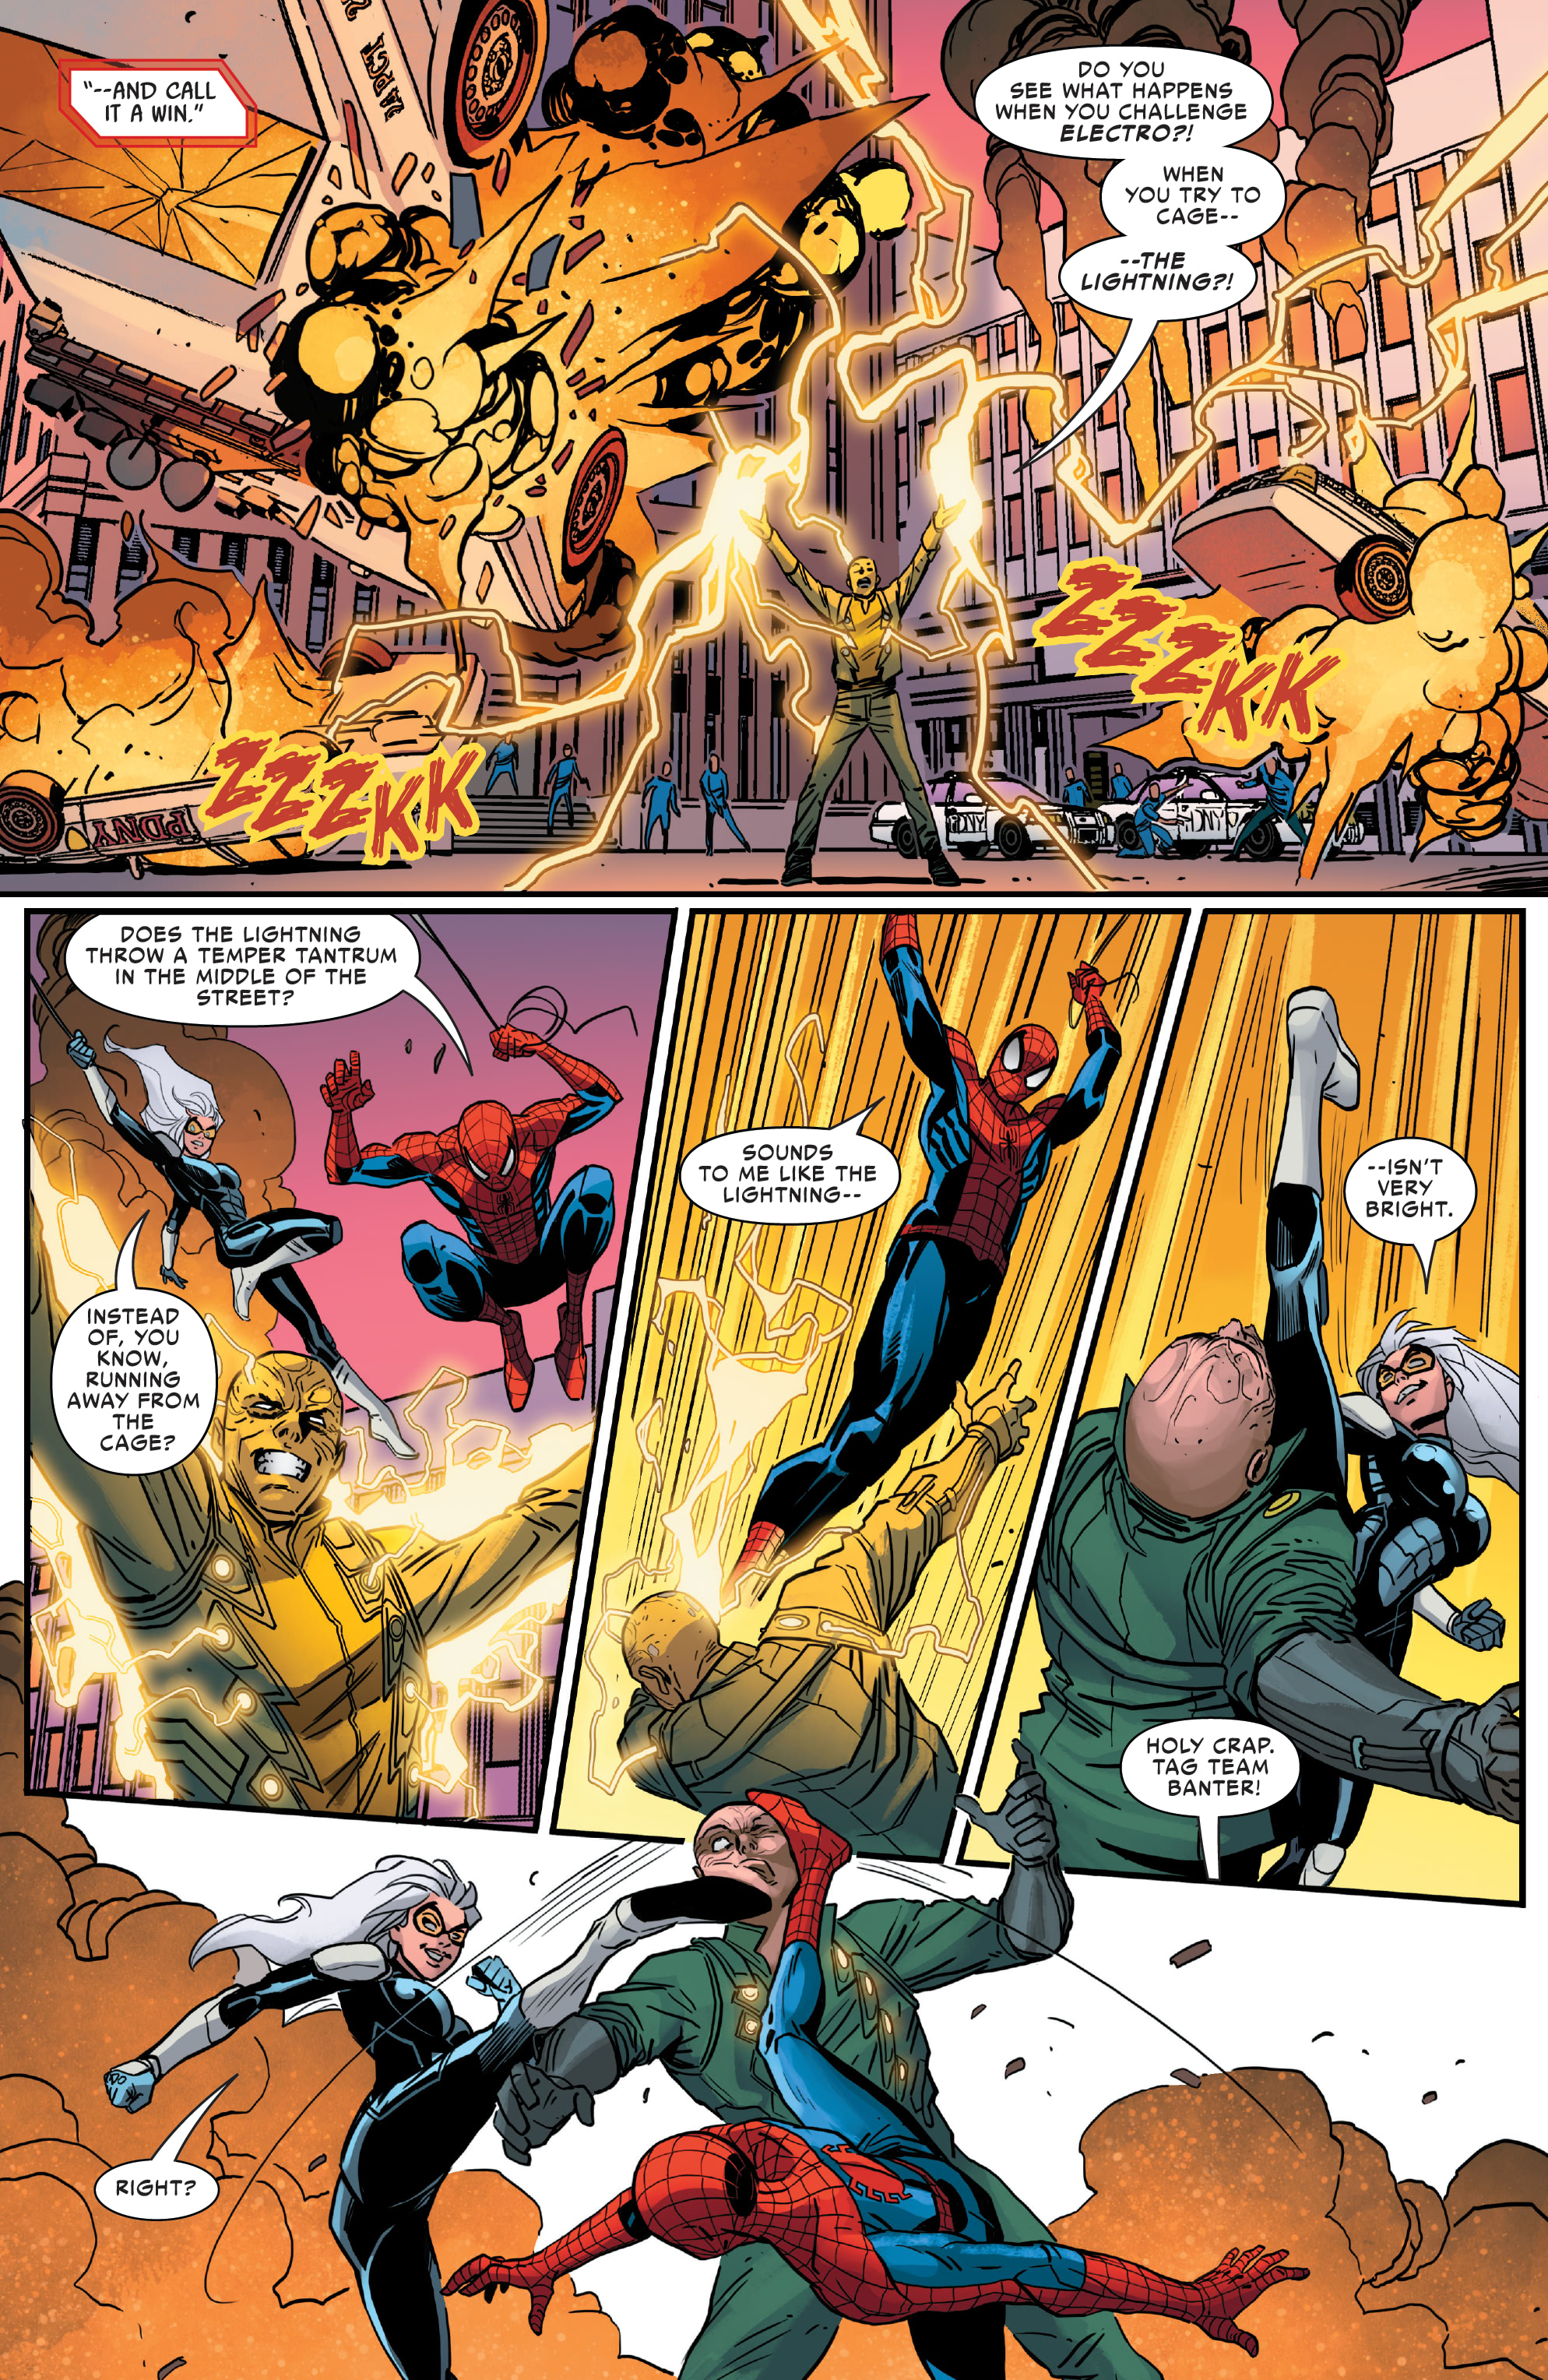 "--AND CALL
IT A WIN."
DO YOU
SEE WHAT HAPPENS
WHEN YOU CHALLENGE
ELECTRO?!
WHEN
YOU TRY TO
CAGE--
--THE
LIGHTNING?!
ZZZKK
ZZZKK
PDNY
PDNY
DOES THE LIGHTNING
THROW A TEMPER TANTRUM
IN THE MIDDLE OF THE
STREET?
INSTEAD
OF, YOU
KNOW,
RUNNING
AWAY FROM
THE
CAGE?
SOUNDS
TO ME LIKE THE
LIGHTNING--
--ISN'T
VERY
BRIGHT.
HOLY CRAP.
TAG TEAM
BANTER!
RIGHT?